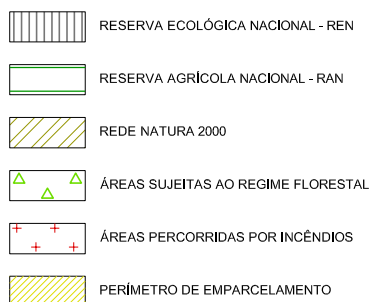 RESERVA ECOLÓGICA NACIONAL - REN
RESERVA AGRÍCOLA NACIONAL - RAN
REDE NATURA 2000
ÁREAS SUJEITAS AO REGIME FLORESTAL
ÁREAS PERCORRIDAS POR INCÊNDIOS
PERÍMETRO DE EMPARCELAMENTO